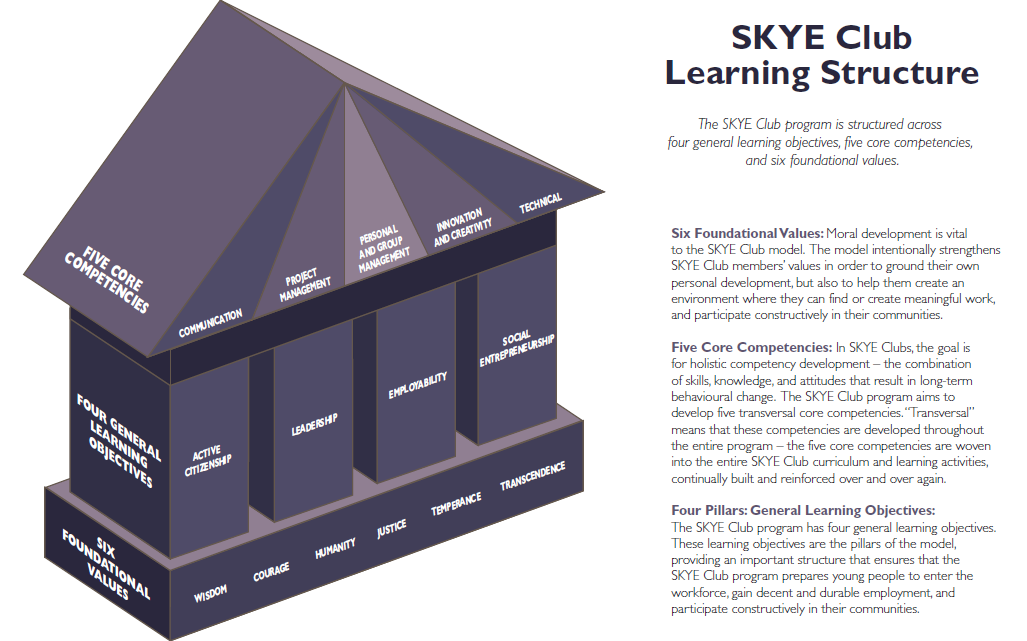 SKYE Club
Learning Structure
The SKYE Club program is structured across
four general learning objectives, five core competencies,
and six foundational values.
FIVE CORE
COMPETENCIES
COMMUNICATION
PROJECT
MANAGEMENT
PERSONAL
AND GROUP
MANAGEMENT
INNOVATION
AND CREATIVITY
TECHNICAL
FOUR GENERAL
LEARNING
OBJECTIVES
ACTIVE
CITIZENSHIP
LEADERSHIP
EMPLOYABILITY
SOCIAL
ENTREPRENEURSHIP
SIX
FOUNDATIONAL
VALUES
WISDOM
COURAGE
HUMANITY
JUSTICE
TEMPERANCE
TRANSCENDENCE
Six Foundational Values: Moral development is vital
to the SKYE Club model. The model intentionally strengthens
SKYE Club members' values in order to ground their own
personal development, but also to help them create an
environment where they can find or create meaningful work,
and participate constructively in their communities.
Five Core Competencies: In SKYE Clubs, the goal is
for holistic competency development – the combination
of skills, knowledge, and attitudes that result in long-term
behavioural change. The SKYE Club program aims to
develop five transversal core competencies. "Transversal"
means that these competencies are developed throughout
the entire program – the five core competencies are woven
into the entire SKYE Club curriculum and learning activities,
continually built and reinforced over and over again.
Four Pillars: General Learning Objectives:
The SKYE Club program has four general learning objectives.
These learning objectives are the pillars of the model,
providing an important structure that ensures that the
SKYE Club program prepares young people to enter the
workforce, gain decent and durable employment, and
participate constructively in their communities.